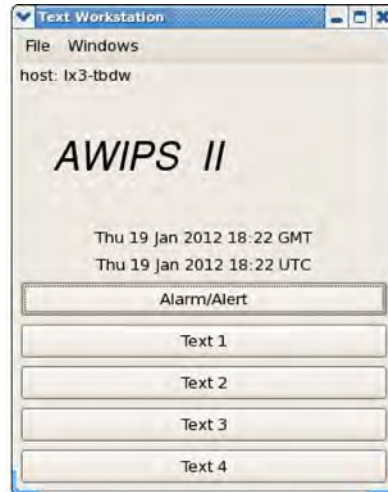 Text Workstation
File Windows
host: lx3-tbdw
AWIPS II
Thu 19 Jan 2012 18:22 GMT
Thu 19 Jan 2012 18:22 UTC
Alarm/Alert
Text 1
Text 2
Text 3
Text 4